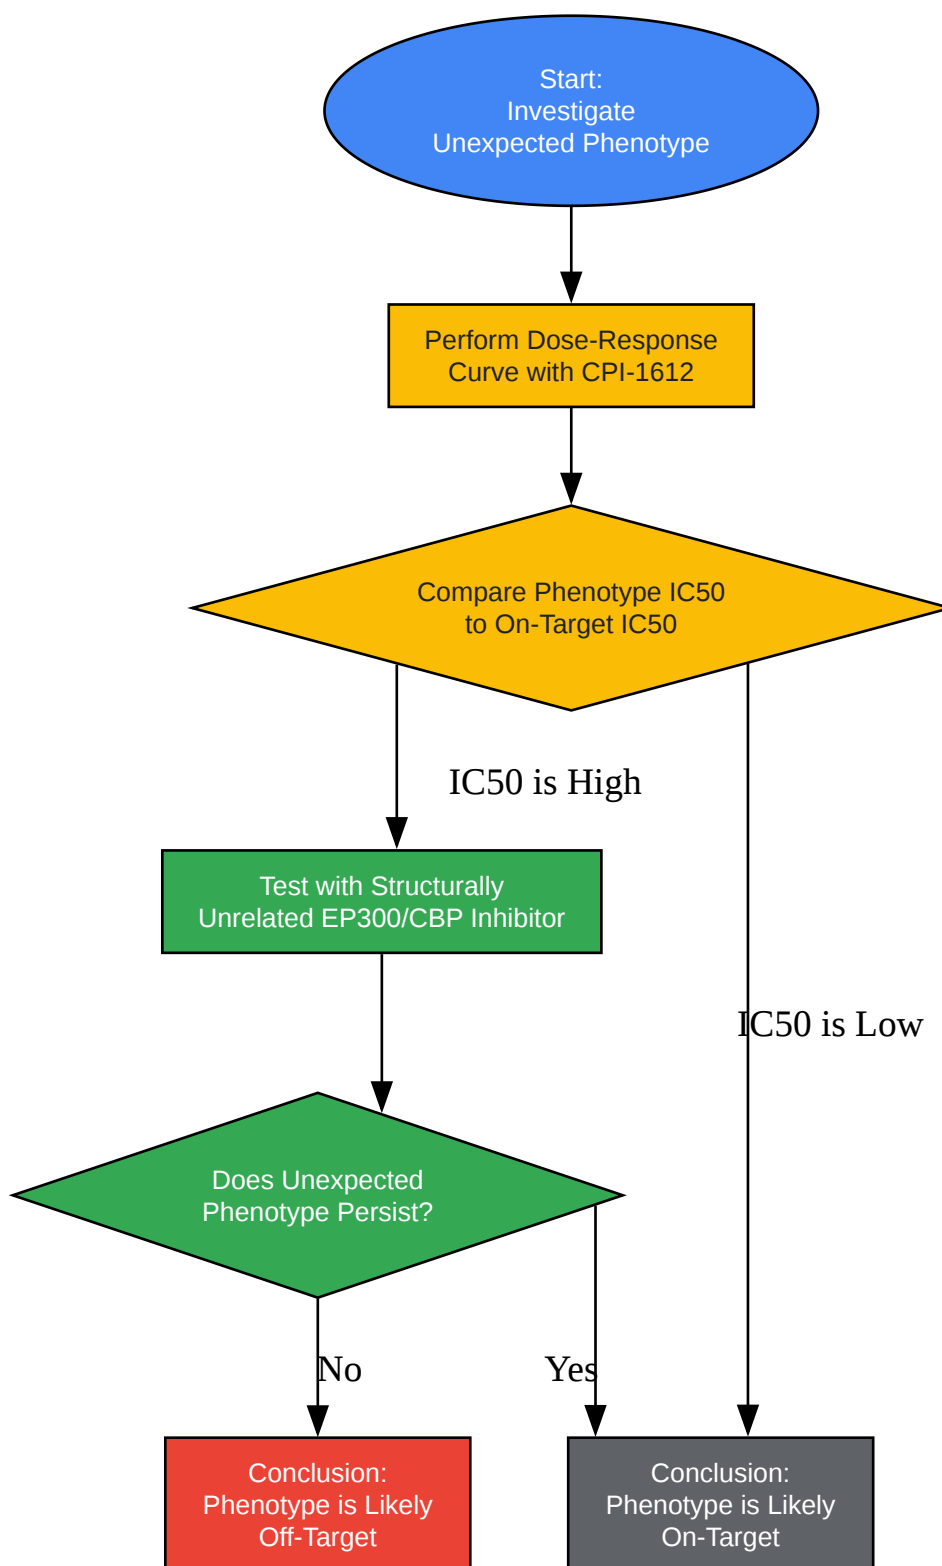 Start:
Investigate
Unexpected Phenotype
Perform Dose-Response
Curve with CPI-1612
Compare Phenotype IC50
to On-Target IC50
IC50 is High
Test with Structurally
Unrelated EP300/CBP Inhibitor
IC50 is Low
Does Unexpected
Phenotype Persist?
No
Yes
Conclusion:
Phenotype is Likely
Off-Target
Conclusion:
Phenotype is Likely
On-Target